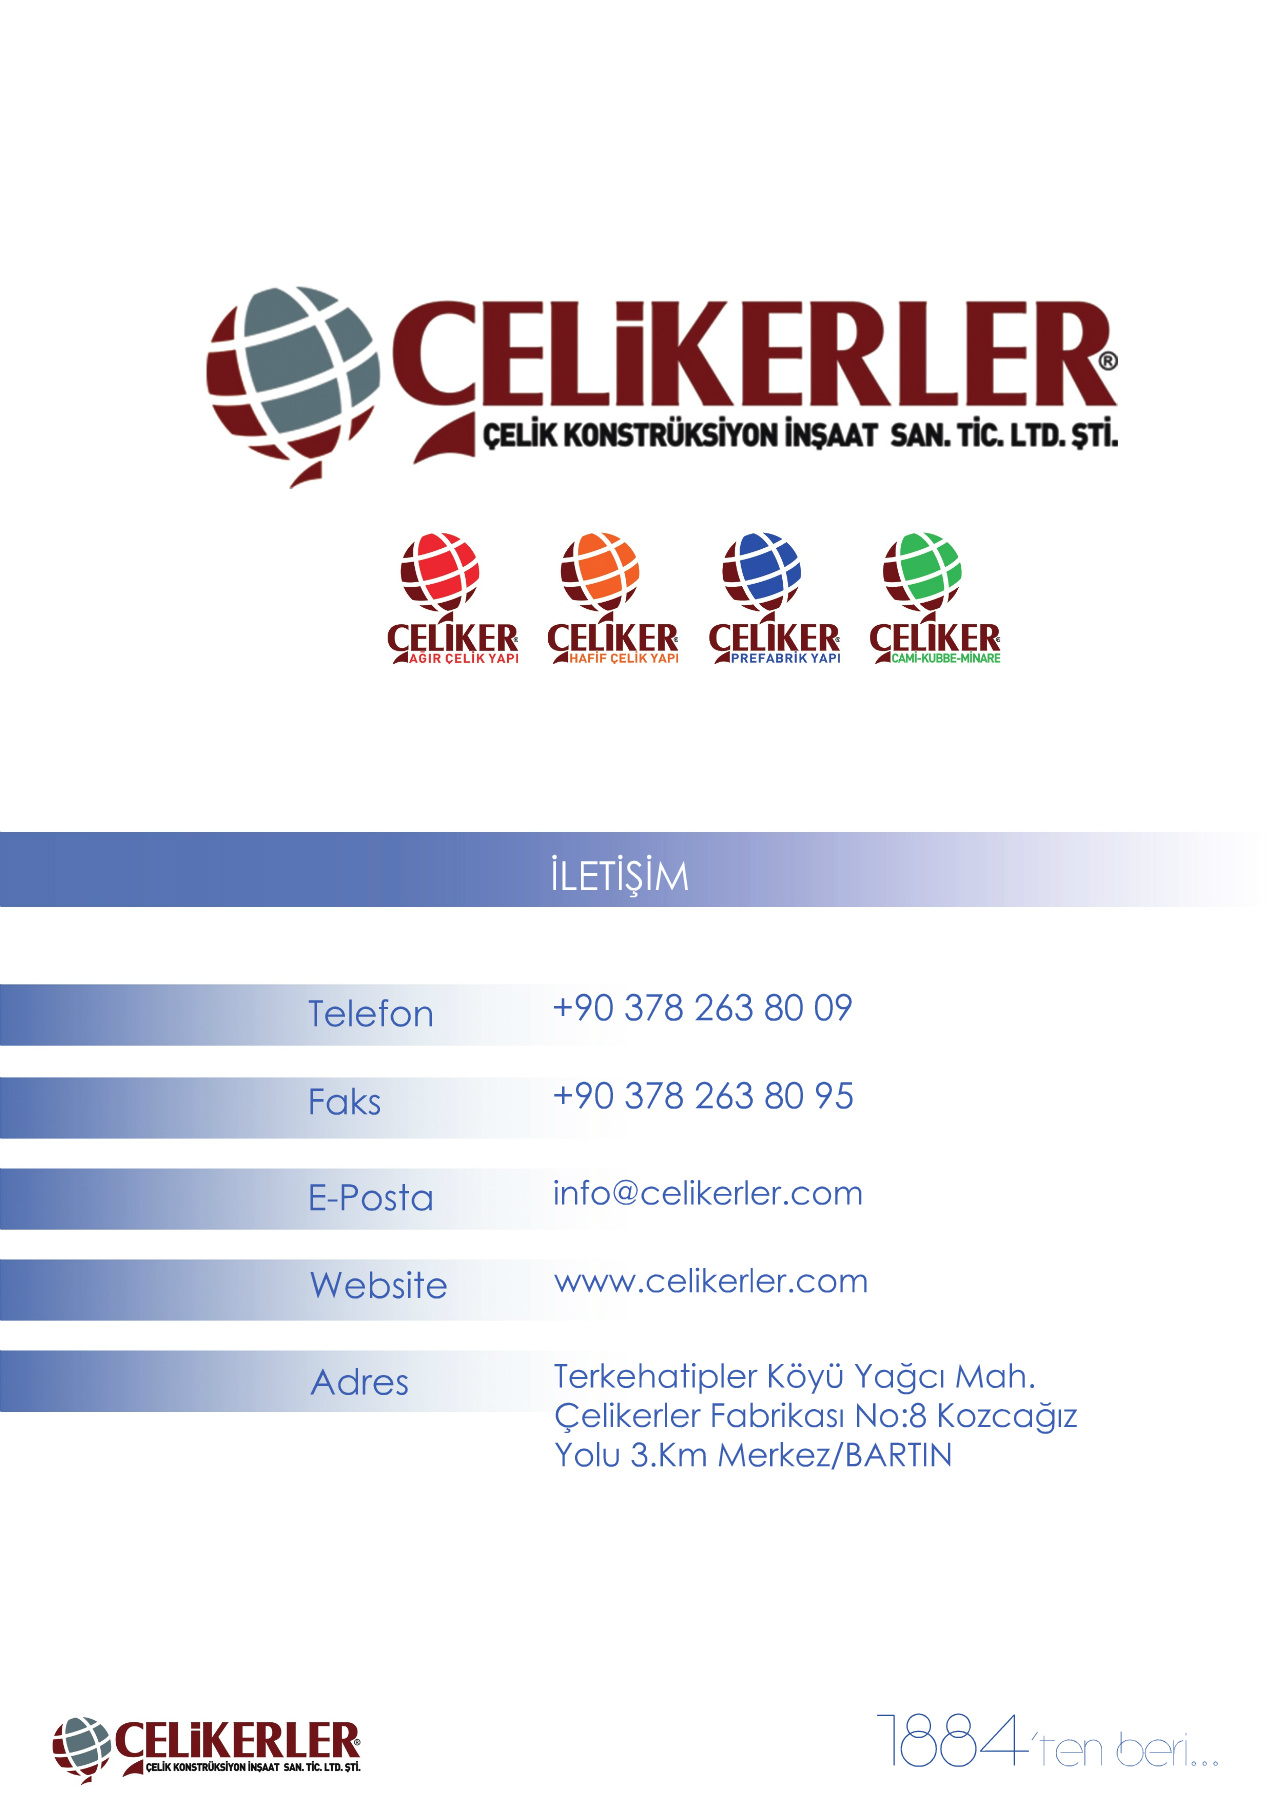 ÇELİKERLER®
ÇELİK KONSTRÜKSİYON İNŞAAT SAN. TİC. LTD. ŞTİ.
ÇELİKER®
AĞIR ÇELİK YAPI
ÇELİKER®
HAFİF ÇELİK YAPI
ÇELİKER®
PREFABRİK YAPI
ÇELİKER®
CAMİ-KUBBE-MİNARE
İLETİŞİM
Telefon +90 378 263 80 09
Faks +90 378 263 80 95
E-Posta info@celikerler.com
Website www.celikerler.com
Adres Terkehatipler Köyü Yağcı Mah.
Çelikerler Fabrikası No:8 Kozcağız
Yolu 3.Km Merkez/BARTIN
ÇELİKERLER®
ÇELİK KONSTRÜKSİYON İNŞAAT SAN. TİC. LTD. ŞTİ.
1884'ten beri...